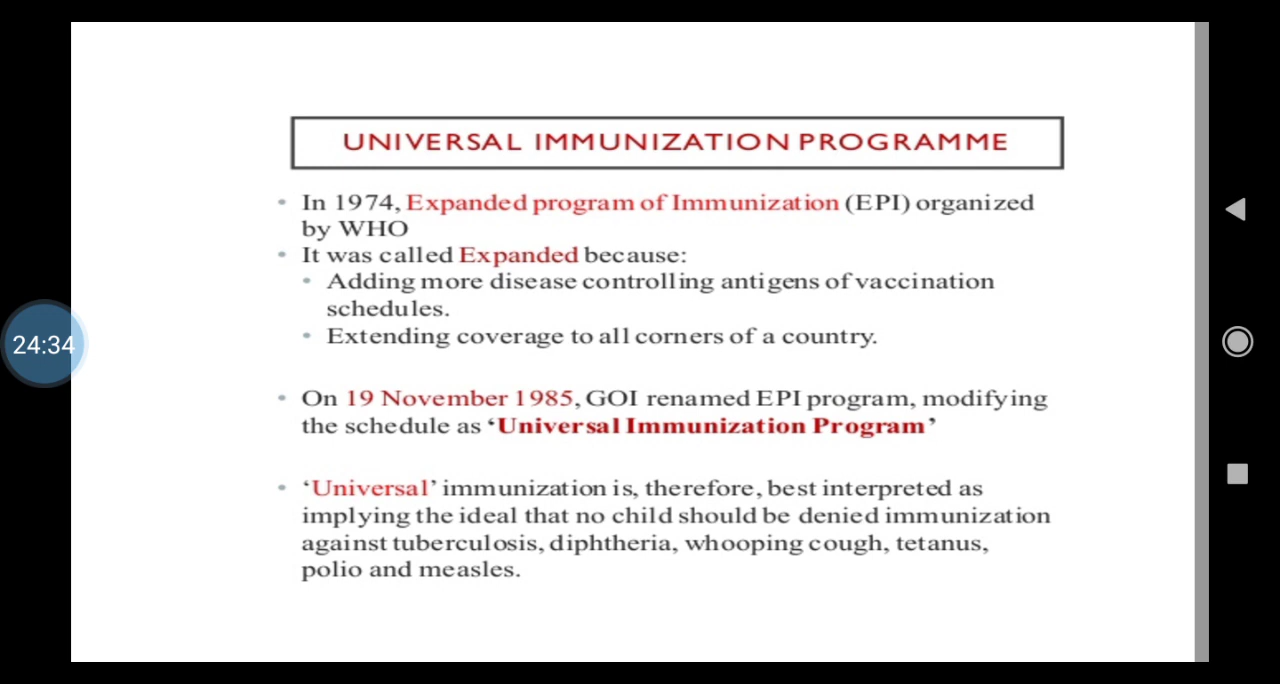 UNIVERSAL IMMUNIZATION PROGRAMME
• In 1974, Expanded program of Immunization (EPI) organized
by WHO
• It was called Expanded because:
• Adding more disease controlling antigens of vaccination
schedules.
• Extending coverage to all corners of a country.
24:34
• On 19 November 1985, GOI renamed EPI program, modifying
the schedule as ‘Universal Immunization Program’
• ‘Universal’ immunization is, therefore, best interpreted as
implying the ideal that no child should be denied immunization
against tuberculosis, diphtheria, whooping cough, tetanus,
polio and measles.